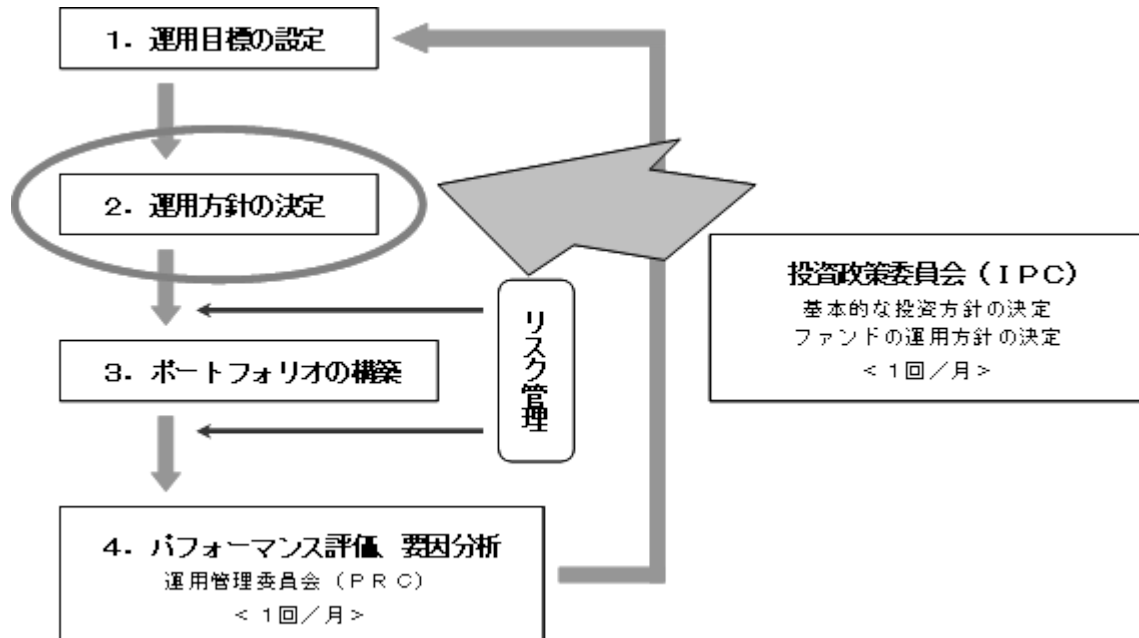 1．運用目標の設定
2．運用方針の決定
3．ポートフォリオの構築
4．パフォーマンス評価、要因分析
運用管理委員会（ＰＲＣ）
＜１回／月＞
リスク管理
投資政策委員会（ＩＰＣ）
基本的な投資方針の決定
ファンドの運用方針の決定
＜１回／月＞